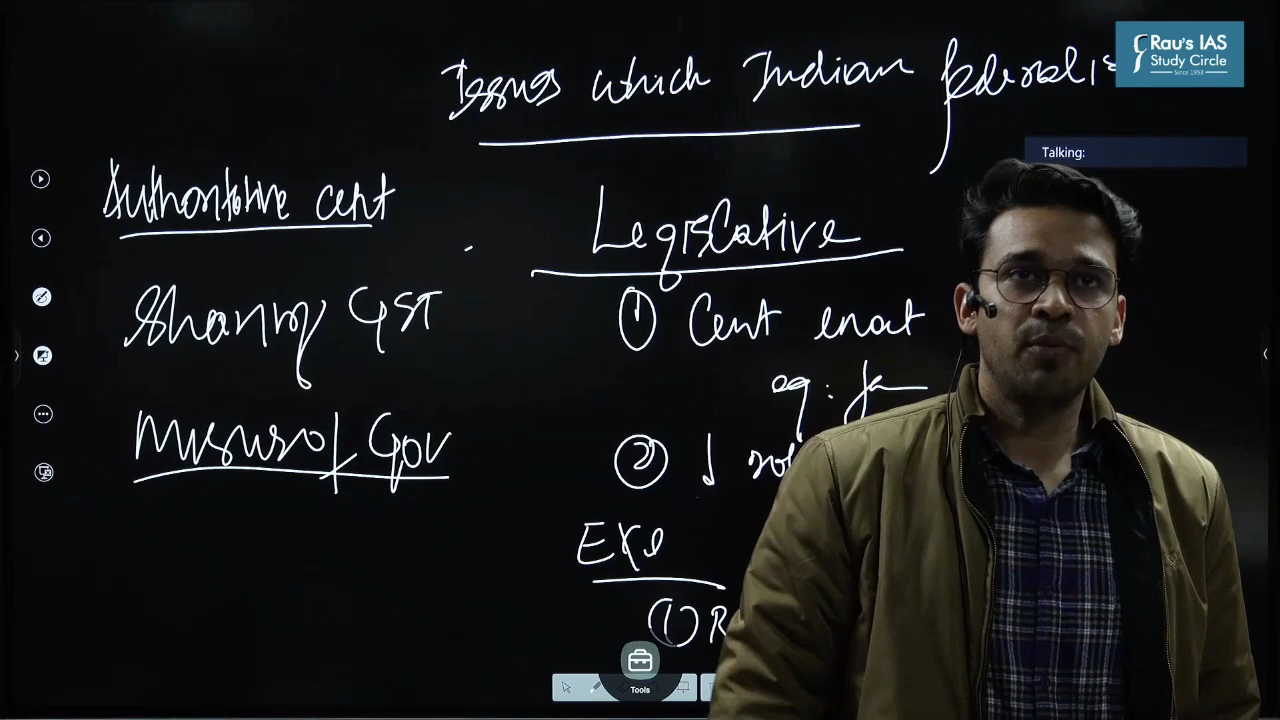 Issues which Indian federalis
Rau's IAS
Study Circle
Since 1953
Talking:
Authoritative cent
Legislative
Sharing GST
① Cent enact
eg:
Misuse of Gov
② ↓
Exe
① R
Tools